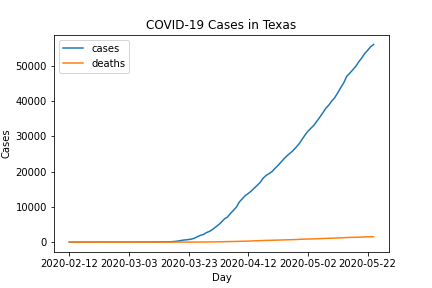 COVID-19 Cases in Texas
cases
deaths
50000
40000
30000
20000
10000
0
Cases
2020-02-12 2020-03-03 2020-03-23 2020-04-12 2020-05-02 2020-05-22
Day